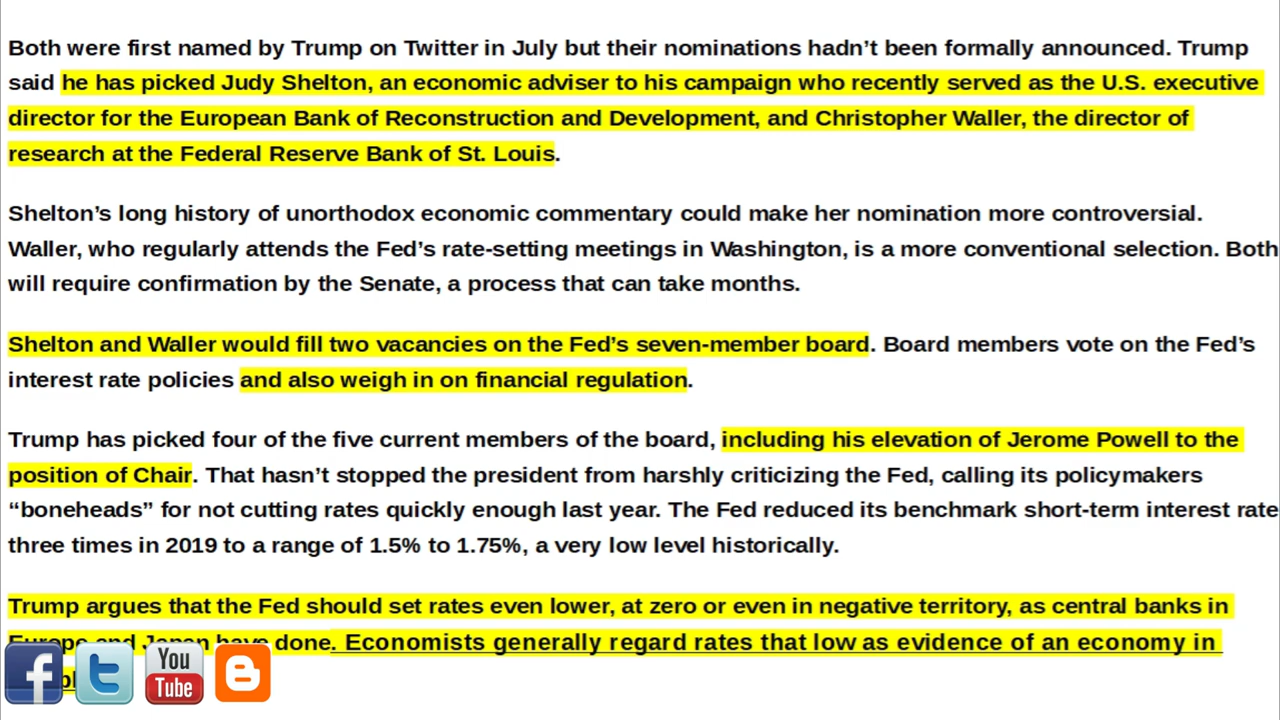 Both were first named by Trump on Twitter in July but their nominations hadn’t been formally announced. Trump
said he has picked Judy Shelton, an economic adviser to his campaign who recently served as the U.S. executive
director for the European Bank of Reconstruction and Development, and Christopher Waller, the director of
research at the Federal Reserve Bank of St. Louis.
Shelton’s long history of unorthodox economic commentary could make her nomination more controversial.
Waller, who regularly attends the Fed’s rate-setting meetings in Washington, is a more conventional selection. Both
will require confirmation by the Senate, a process that can take months.
Shelton and Waller would fill two vacancies on the Fed’s seven-member board. Board members vote on the Fed’s
interest rate policies and also weigh in on financial regulation.
Trump has picked four of the five current members of the board, including his elevation of Jerome Powell to the
position of Chair. That hasn’t stopped the president from harshly criticizing the Fed, calling its policymakers
“boneheads” for not cutting rates quickly enough last year. The Fed reduced its benchmark short-term interest rate
three times in 2019 to a range of 1.5% to 1.75%, a very low level historically.
Trump argues that the Fed should set rates even lower, at zero or even in negative territory, as central banks in
Europe and Japan have done. Economists generally regard rates that low as evidence of an economy in
f t You Tube B